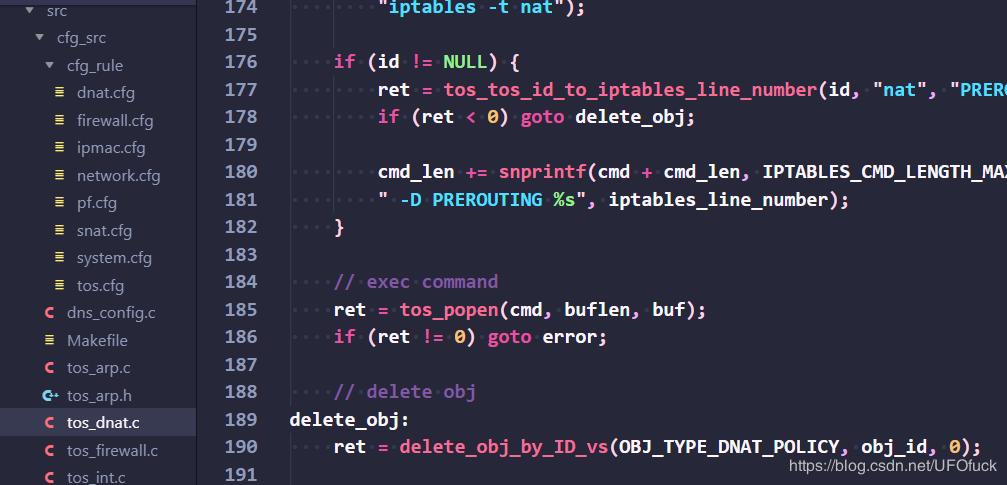 src
cfg_src
cfg_rule
dnat.cfg
firewall.cfg
ipmac.cfg
network.cfg
pf.cfg
snat.cfg
system.cfg
tos.cfg
dns_config.c
Makefile
tos_arp.c
tos_arp.h
tos_dnat.c
tos_firewall.c
tos_int.c
174 "iptables -t nat");
175
176 if (id != NULL) {
177 ret = tos_tos_id_to_iptables_line_number(id, "nat", "PRERO
178 if (ret < 0) goto delete_obj;
179
180 cmd_len += snprintf(cmd + cmd_len, IPTABLES_CMD_LENGTH_MAX
181 " -D PREROUTING %s", iptables_line_number);
182 }
183
184 // exec command
185 ret = tos_popen(cmd, buflen, buf);
186 if (ret != 0) goto error;
187
188 // delete obj
189 delete_obj:
190 ret = delete_obj_by_ID_vs(OBJ_TYPE_DNAT_POLICY, obj_id, 0);
191
https://blog.csdn.net/UFOfuck